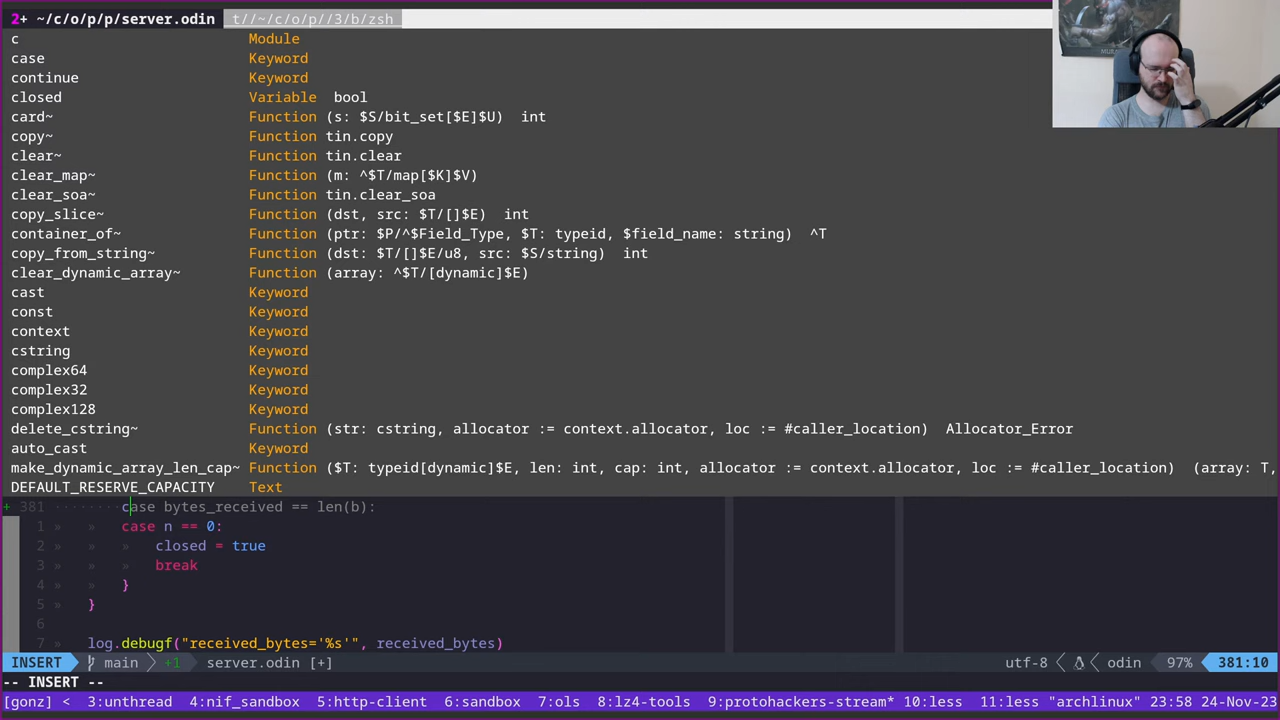 2+ ~/c/o/p/p/server.odin  t//~/c/o/p//3/b/zsh
c Module
case Keyword
continue Keyword
closed Variable bool
card~ Function (s: $S/bit_set[$E]$U) int
copy~ Function tin.copy
clear~ Function tin.clear
clear_map~ Function (m: ^$T/map[$K]$V)
clear_soa~ Function tin.clear_soa
copy_slice~ Function (dst, src: $T/[]$E) int
container_of~ Function (ptr: $P/^$Field_Type, $T: typeid, $field_name: string) ^T
copy_from_string~ Function (dst: $T/[]$E/u8, src: $S/string) int
clear_dynamic_array~ Function (array: ^$T/[dynamic]$E)
cast Keyword
const Keyword
context Keyword
cstring Keyword
complex64 Keyword
complex32 Keyword
complex128 Keyword
delete_cstring~ Function (str: cstring, allocator := context.allocator, loc := #caller_location) Allocator_Error
auto_cast Keyword
make_dynamic_array_len_cap~ Function ($T: typeid[dynamic]$E, len: int, cap: int, allocator := context.allocator, loc := #caller_location) (array: T,
DEFAULT_RESERVE_CAPACITY Text
+ 381 ········case bytes_received == len(b):
1 » » case n == 0:
2 » » » closed = true
3 » » » break
4 » » }
5 » }
6
7 » log.debugf("received_bytes='%s'", received_bytes)
INSERT main +1 server.odin [+] utf-8 odin 97% 381:10
-- INSERT --
[gonz] < 3:unthread 4:nif_sandbox 5:http-client 6:sandbox 7:ols 8:lz4-tools 9:protohackers-stream* 10:less 11:less "archlinux" 23:58 24-Nov-23